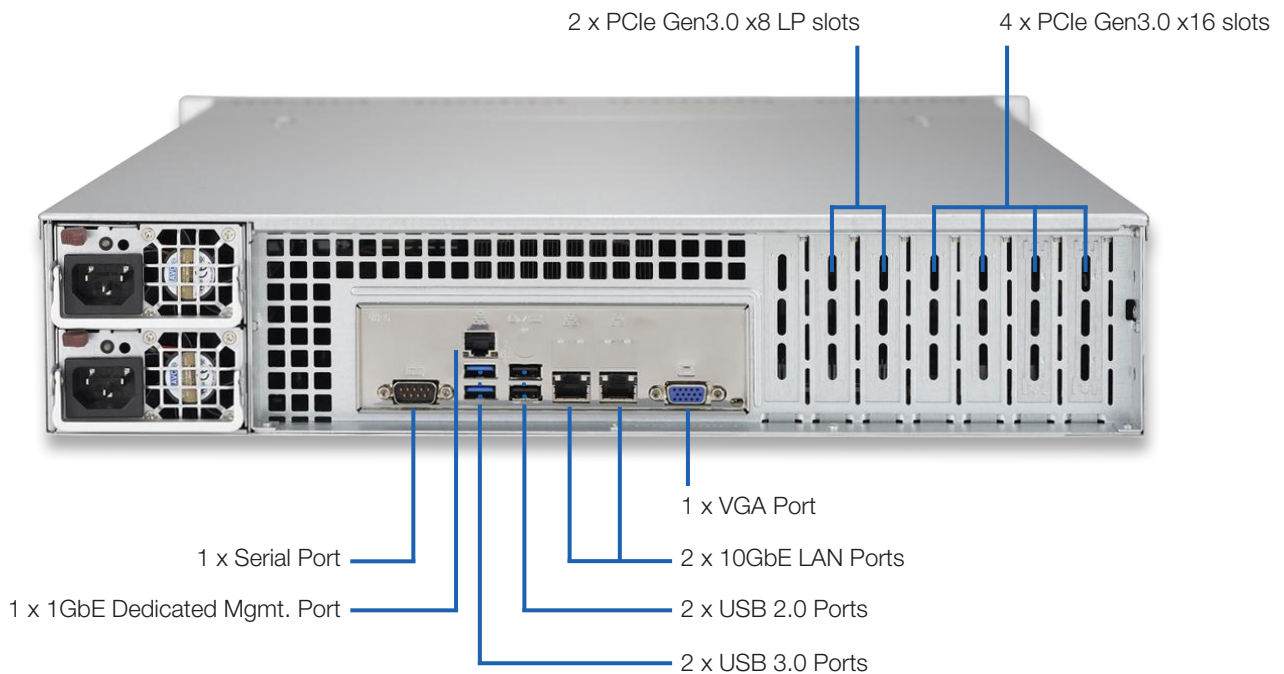 2 x PCIe Gen3.0 x8 LP slots
4 x PCIe Gen3.0 x16 slots
1 x VGA Port
1 x Serial Port
2 x 10GbE LAN Ports
1 x 1GbE Dedicated Mgmt. Port
2 x USB 2.0 Ports
2 x USB 3.0 Ports
AVC
AVC